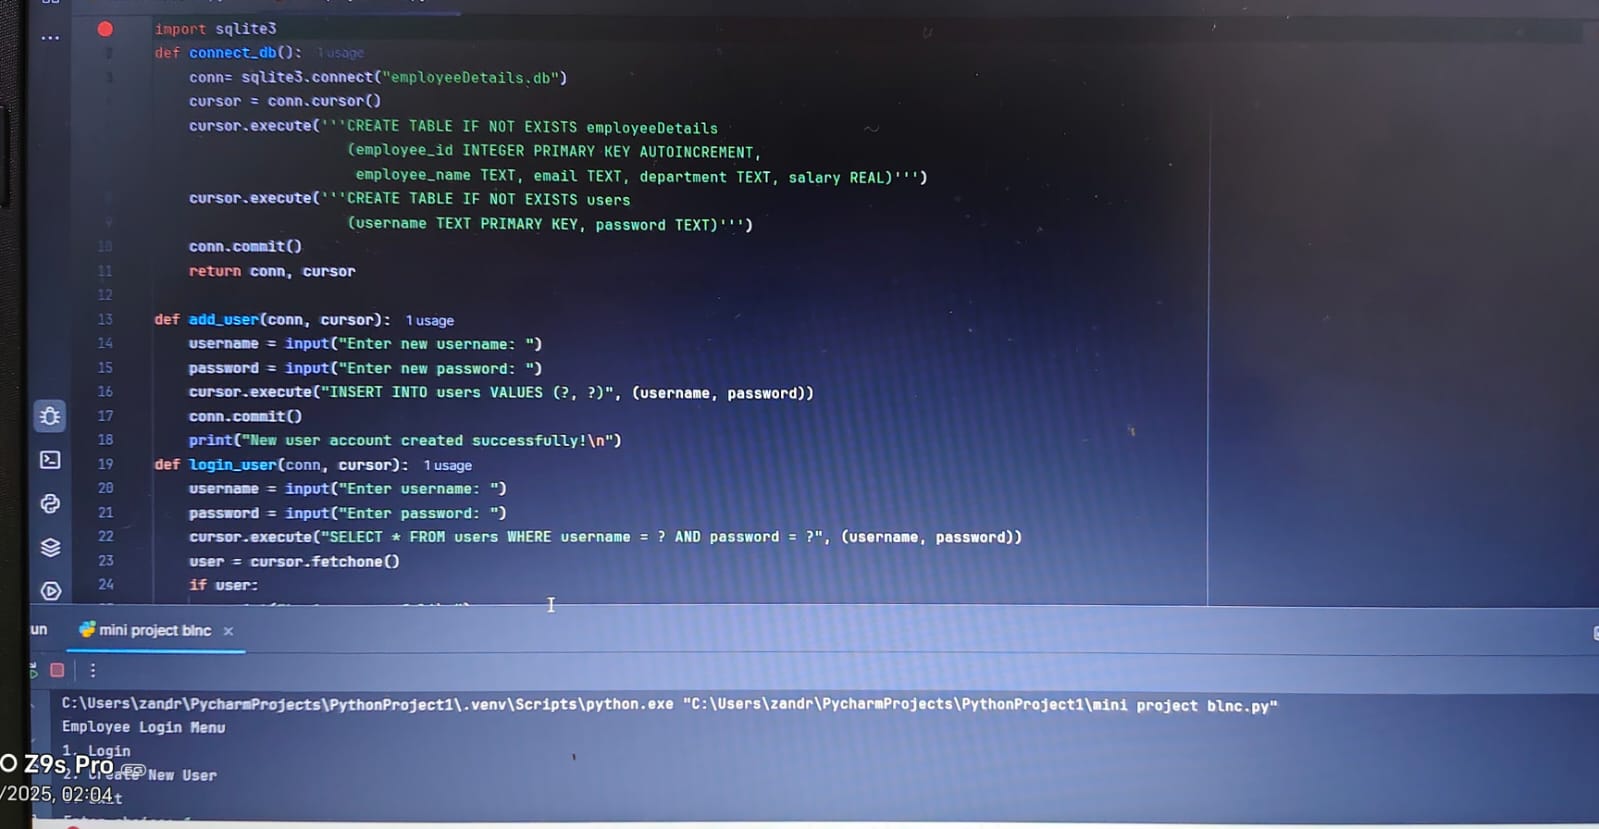 import sqlite3
2 def connect_db(): 1 usage
3 conn= sqlite3.connect("employeeDetails.db")
cursor = conn.cursor()
cursor.execute('''CREATE TABLE IF NOT EXISTS employeeDetails
(employee_id INTEGER PRIMARY KEY AUTOINCREMENT,
employee_name TEXT, email TEXT, department TEXT, salary REAL)''')
8 cursor.execute('''CREATE TABLE IF NOT EXISTS users
9 (username TEXT PRIMARY KEY, password TEXT)''')
10 conn.commit()
11 return conn, cursor
12
13 def add_user(conn, cursor): 1 usage
14 username = input("Enter new username: ")
15 password = input("Enter new password: ")
16 cursor.execute("INSERT INTO users VALUES (?, ?)", (username, password))
17 conn.commit()
18 print("New user account created successfully!\n")
19 def login_user(conn, cursor): 1 usage
20 username = input("Enter username: ")
21 password = input("Enter password: ")
22 cursor.execute("SELECT * FROM users WHERE username = ? AND password = ?", (username, password))
23 user = cursor.fetchone()
24 if user:
un mini project blnc ×
C:\Users\zandr\PycharmProjects\PythonProject1\.venv\Scripts\python.exe "C:\Users\zandr\PycharmProjects\PythonProject1\mini project blnc.py"
Employee Login Menu
1. Login
2. Create New User
Z9s Pro 5G
/2025, 02:04